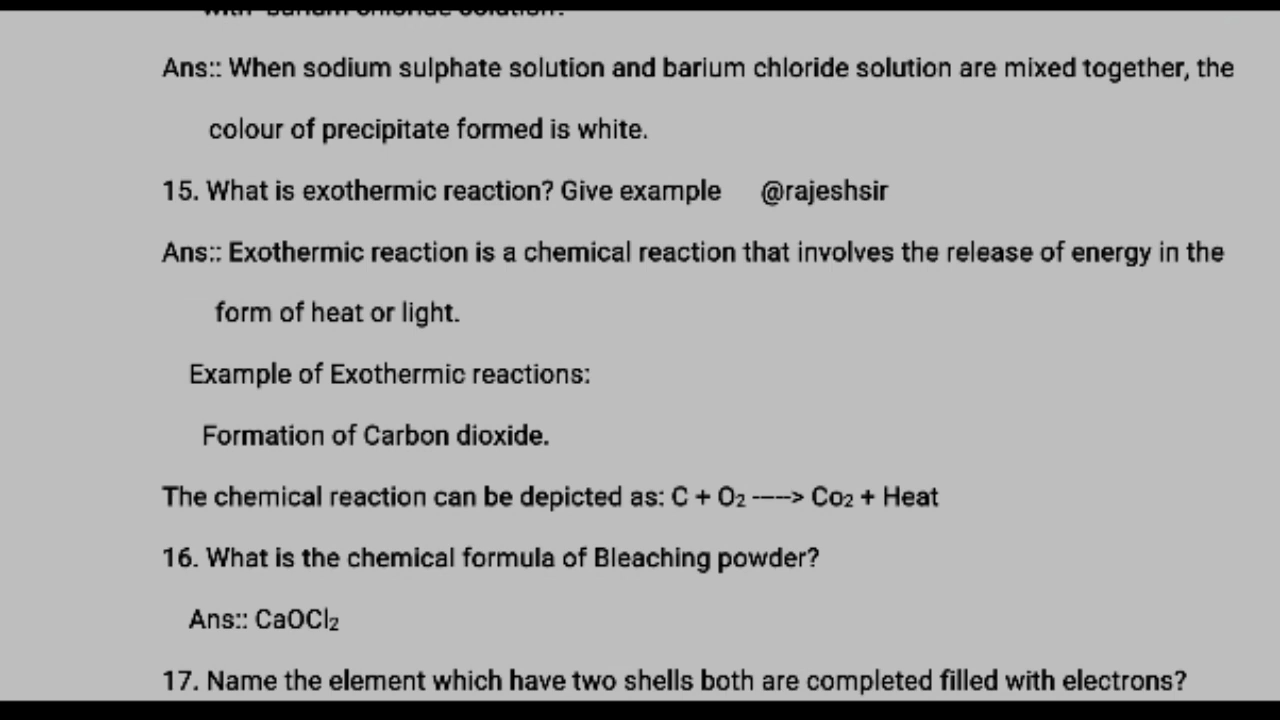 Ans:: When sodium sulphate solution and barium chloride solution are mixed together, the
colour of precipitate formed is white.
15. What is exothermic reaction? Give example @rajeshsir
Ans:: Exothermic reaction is a chemical reaction that involves the release of energy in the
form of heat or light.
Example of Exothermic reactions:
Formation of Carbon dioxide.
The chemical reaction can be depicted as: C + O₂ ----> Co₂ + Heat
16. What is the chemical formula of Bleaching powder?
Ans:: CaOCl₂
17. Name the element which have two shells both are completed filled with electrons?